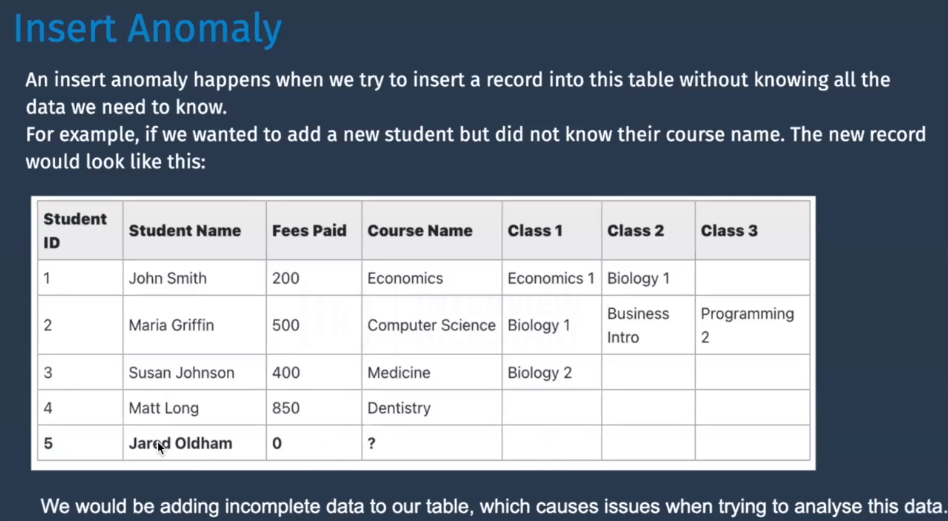 Insert Anomaly
An insert anomaly happens when we try to insert a record into this table without knowing all the
data we need to know.
For example, if we wanted to add a new student but did not know their course name. The new record
would look like this:
Student ID Student Name Fees Paid Course Name Class 1 Class 2 Class 3
1 John Smith 200 Economics Economics 1 Biology 1
2 Maria Griffin 500 Computer Science Biology 1 Business Intro Programming 2
3 Susan Johnson 400 Medicine Biology 2
4 Matt Long 850 Dentistry
5 Jared Oldham 0 ?
We would be adding incomplete data to our table, which causes issues when trying to analyse this data.